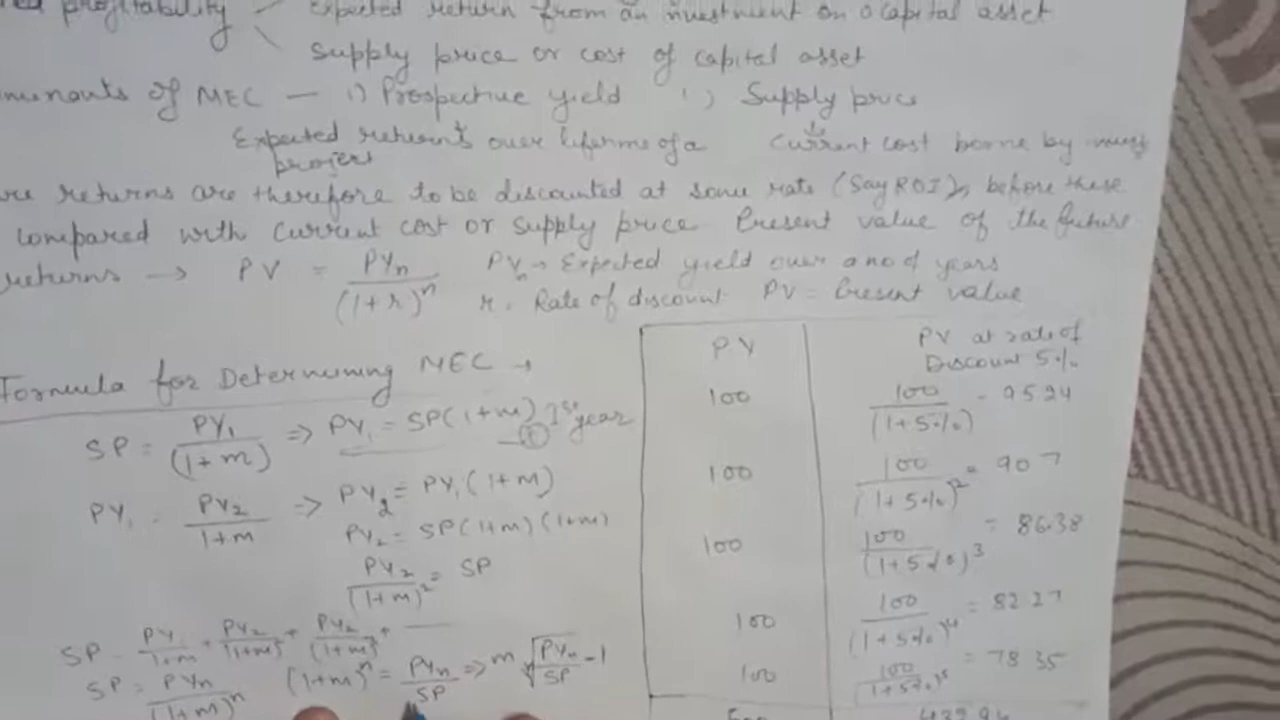 profitability Expected return from an investment on a capital asset
Supply price or cost of capital asset
of MEC — 1) Prospective yield ) Supply price
Expected returns over lifetime of a project
Current cost borne by
returns are therefore to be discounted at some rate (Say ROI), before these
compared with current cost or supply price Present value of the future
returns → PV = PYn/(1+r)^n PYn → Expected yield over a no of years
r. Rate of discount PV = Present value
Formula for Determining MEC →
SP = PY1/(1+m) => PY1 = SP(1+m) 1st year
①
PY1 = PY2/1+m => PY2 = PY1(1+m)
PY2 = SP(1+m)(1+m)
PY2/(1+m)^2 = SP
SP = PY1/1+m + PY2/(1+m) + PY2/(1+m) + —
SP = PYn/(1+m)^n (1+m)^n = PYn/SP => m √PYn/SP - 1
PY PV at rate of
Discount 5%
100 100/(1+5%) - 95.24
100 100/(1+5%)^2 = 90 7
100 100/(1+5%)^3 = 86.38
100 100/(1+5%)^4 = 82.27
100 100/(1+5%)^5 = 78 35